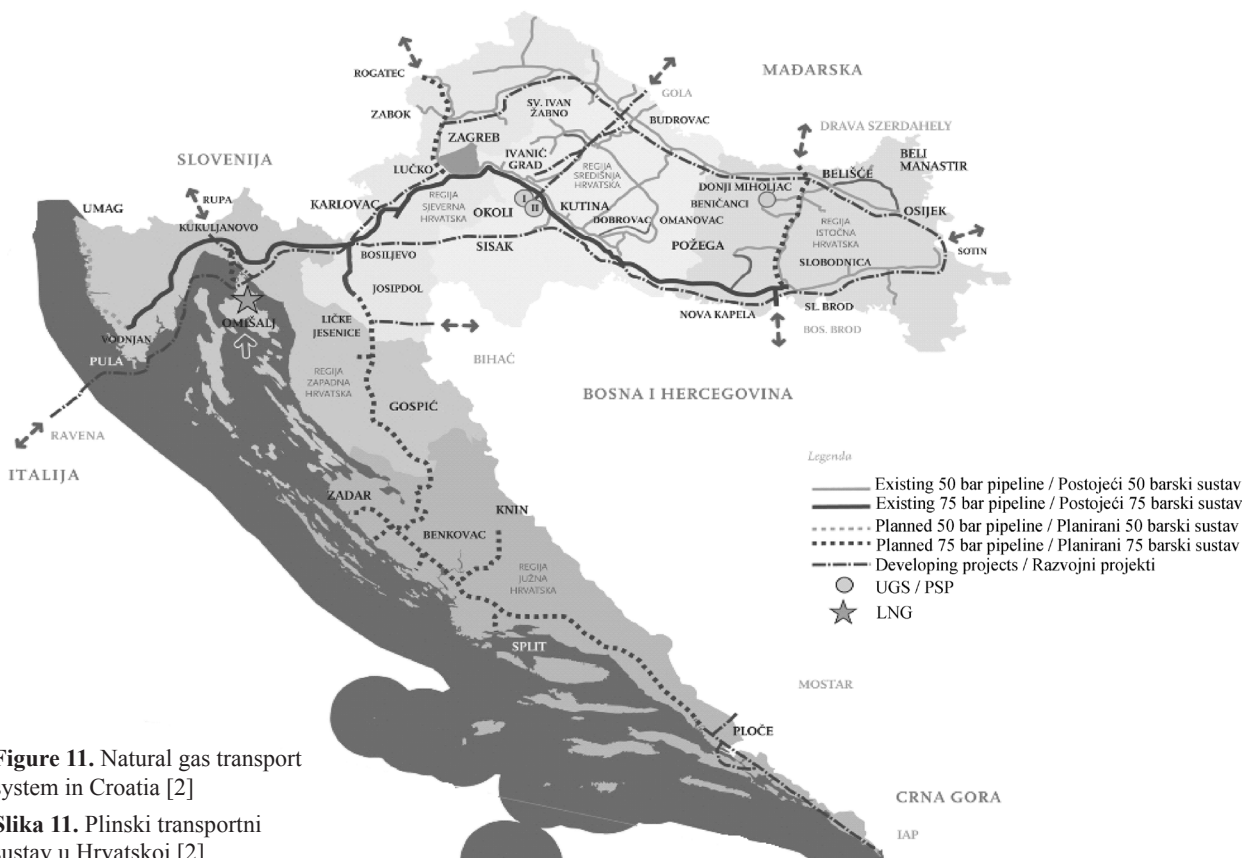 MAĐARSKA
ROGATEC
GOLA
ZABOK
SV. IVAN
ŽABNO
BUDROVAC
DRAVA SZERDAHELY
ZAGREB
BELI
MANASTIR
SLOVENIJA
IVANIĆ
GRAD
LUČKO
REGIJA
SREDIŠNJA
HRVATSKA
DONJI MIHOLJAC
BELIŠĆE
RUPA
UMAG
KARLOVAC
REGIJA
SJEVERNA
HRVATSKA
OKOLI
I
II
KUTINA
BENIČANCI
OSIJEK
KUKULJANOVO
DOBROVAC
OMANOVAC
REGIJA
ISTOČNA
HRVATSKA
BOSILJEVO
SISAK
POŽEGA
SOTIN
SLOBODNICA
JOSIPDOL
OMIŠALJ
NOVA KAPELA
SL. BROD
LIČKE
JESENICE
BOS. BROD
VODNJAN
PULA
BIHAĆ
REGIJA
ZAPADNA
HRVATSKA
BOSNA I HERCEGOVINA
GOSPIĆ
RAVENA
ITALIJA
Legenda
Existing 50 bar pipeline / Postojeći 50 barski sustav
Existing 75 bar pipeline / Postojeći 75 barski sustav
Planned 50 bar pipeline / Planirani 50 barski sustav
Planned 75 bar pipeline / Planirani 75 barski sustav
Developing projects / Razvojni projekti
UGS / PSP
LNG
ZADAR
KNIN
BENKOVAC
REGIJA
JUŽNA
HRVATSKA
SPLIT
MOSTAR
PLOČE
CRNA GORA
IAP
Figure 11. Natural gas transport
system in Croatia [2]
Slika 11. Plinski transportni
sustav u Hrvatskoj [2]